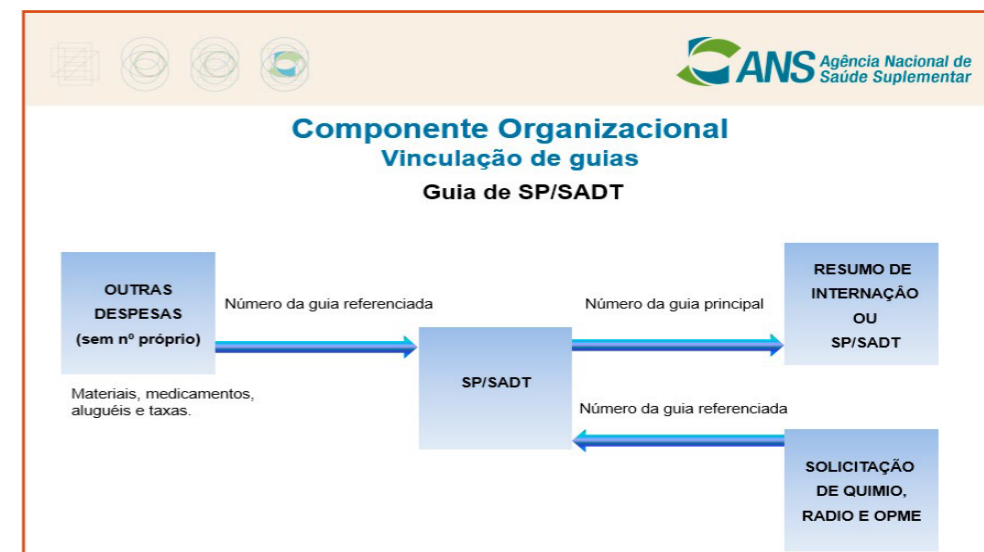 ANS Agência Nacional de
Saúde Suplementar
Componente Organizacional
Vinculação de guias
Guia de SP/SADT
OUTRAS
DESPESAS
(sem nº próprio)
Número da guia referenciada
Materiais, medicamentos,
aluguéis e taxas.
SP/SADT
Número da guia principal
RESUMO DE
INTERNAÇÂO
OU
SP/SADT
Número da guia referenciada
SOLICITAÇÃO
DE QUIMIO,
RADIO E OPME